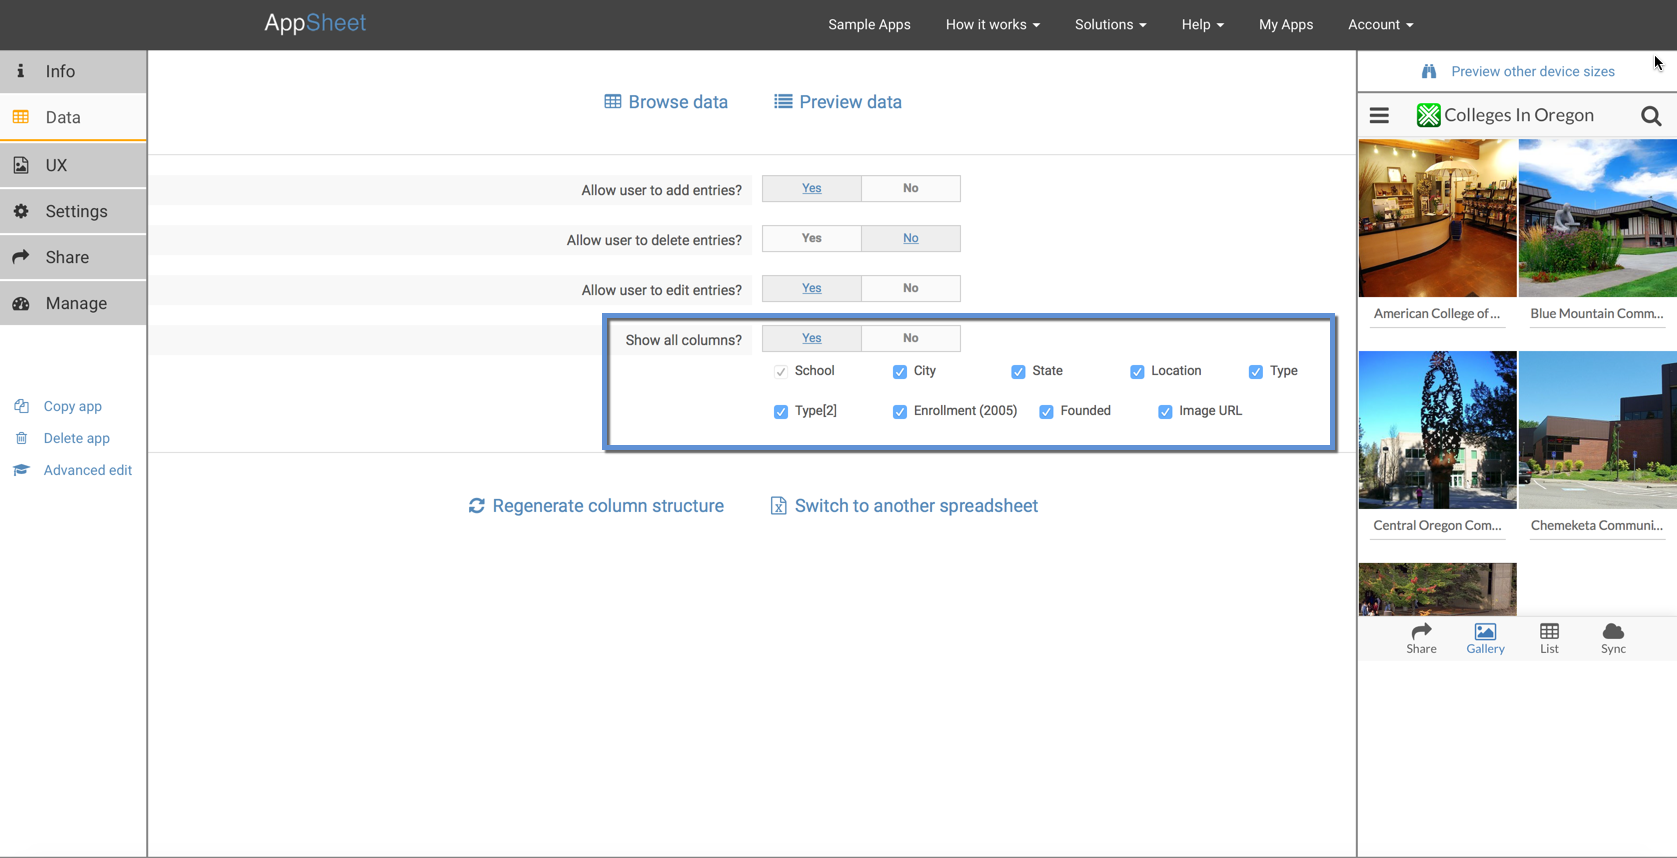 AppSheet
Sample Apps How it works Solutions Help My Apps Account
Info
Data
UX
Settings
Share
Manage
Copy app
Delete app
Advanced edit
Browse data Preview data
Allow user to add entries? Yes No
Allow user to delete entries? Yes No
Allow user to edit entries? Yes No
Show all columns? Yes No
School City State Location Type
Type[2] Enrollment (2005) Founded Image URL
Regenerate column structure Switch to another spreadsheet
Preview other device sizes
Colleges In Oregon
American College of ... Blue Mountain Comm...
Central Oregon Com... Chemeketa Communi...
Share Gallery List Sync